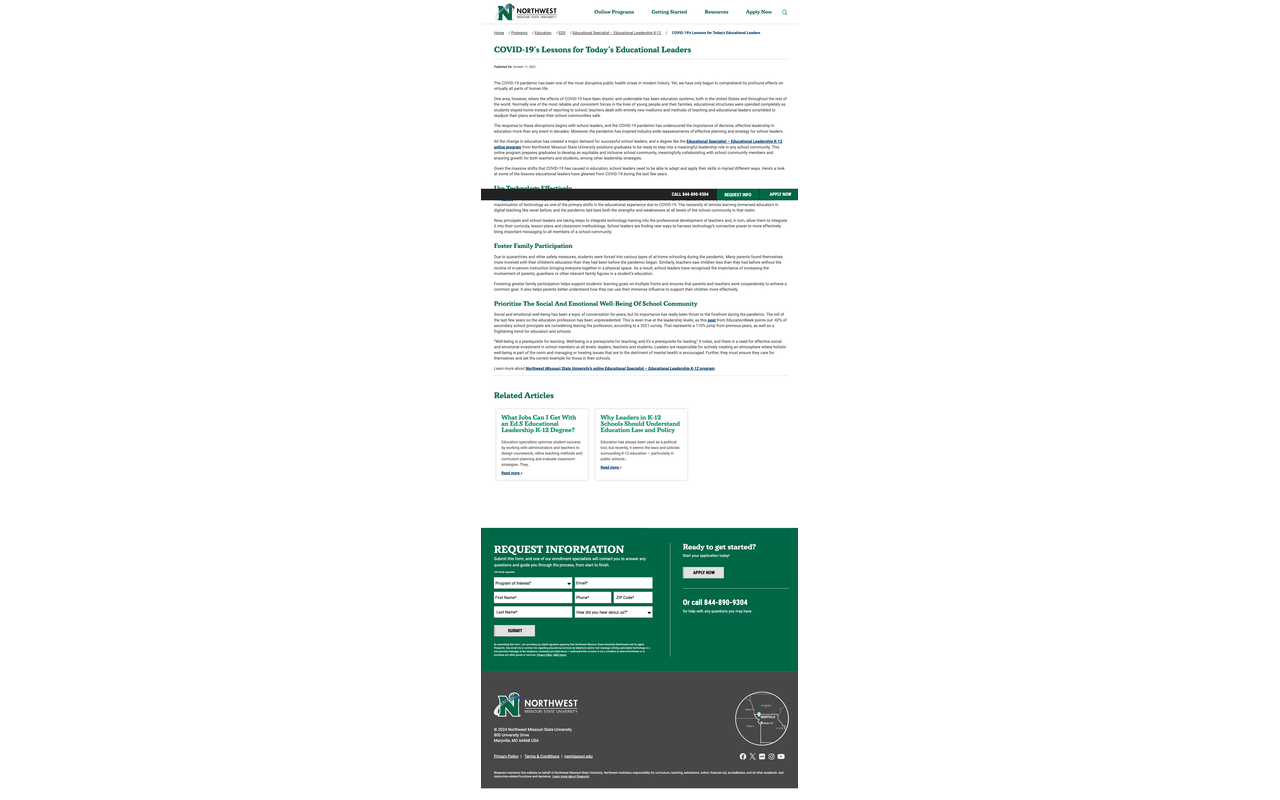 NORTHWEST
MISSOURI STATE UNIVERSITY
Online Programs
Getting Started
Resources
Apply Now
Home / Programs / Education / EDS / Educational Specialist – Educational Leadership K-12 / COVID-19's Lessons for Today's Educational Leaders
COVID-19's Lessons for Today's Educational Leaders
Published On: October 11, 2022
The COVID-19 pandemic has been one of the most disruptive public health crises in modern history. Yet, we have only begun to comprehend its profound effects on
virtually all parts of human life.
One area, however, where the effects of COVID-19 have been drastic and undeniable has been education systems, both in the United States and throughout the rest of
the world. Normally one of the most reliable and consistent forces in the lives of young people and their families, educational structures were upended completely as
students stayed home instead of reporting to school, teachers dealt with entirely new mediums and methods of teaching and educational leaders scrambled to
readjust their plans and keep their school communities safe.
The response to these disruptions begins with school leaders, and the COVID-19 pandemic has underscored the importance of decisive, effective leadership in
education more than any event in decades. Moreover, the pandemic has inspired industry-wide reassessments of effective planning and strategy for school leaders.
All the change in education has created a major demand for successful school leaders, and a degree like the Educational Specialist – Educational Leadership K-12
online program from Northwest Missouri State University positions graduates to be ready to step into a meaningful leadership role in any school community. This
online program prepares graduates to develop an equitable and inclusive school community, meaningfully collaborating with school community members and
ensuring growth for both teachers and students, among other leadership strategies.
Given the massive shifts that COVID-19 has caused in education, school leaders need to be able to adapt and apply their skills in myriad different ways. Here's a look
at some of the lessons educational leaders have gleaned from COVID-19 during the last few years.
Use Technology Effectively
CALL 844-890-9304
REQUEST INFO
APPLY NOW
maximization of technology as one of the primary shifts in the educational experience due to COVID-19. The necessity of remote learning immersed educators in
digital teaching like never before, and the pandemic laid bare both the strengths and weaknesses at all levels of the school community in that realm.
Now, principals and school leaders are taking steps to integrate technology training into the professional development of teachers and, in turn, allow them to integrate
it into their curricula, lesson plans and classroom methodology. School leaders are finding new ways to harness technology's connective power to more effectively
bring important messaging to all members of a school community.
Foster Family Participation
Due to quarantines and other safety measures, students were forced into various types of at-home schooling during the pandemic. Many parents found themselves
more involved with their children's education than they had been before the pandemic began. Similarly, teachers saw children less than they had before without the
routine of in-person instruction bringing everyone together in a physical space. As a result, school leaders have recognized the importance of increasing the
involvement of parents, guardians or other relevant family figures in a student's education.
Fostering greater family participation helps support students' learning goals on multiple fronts and ensures that parents and teachers work cooperatively to achieve a
common goal. It also helps parents better understand how they can use their immense influence to support their children more effectively.
Prioritize The Social And Emotional Well-Being Of School Community
Social and emotional well-being has been a topic of conversation for years, but its importance has really been thrust to the forefront during the pandemic. The toll of
the last few years on the education profession has been unprecedented. This is even true at the leadership levels, as this post from EducationWeek points out: 42% of
secondary school principals are considering leaving the profession, according to a 2021 survey. That represents a 110% jump from previous years, as well as a
frightening trend for education and schools.
"Well-being is a prerequisite for learning. Well-being is a prerequisite for teaching, and it's a prerequisite for leading," it notes, and there is a need for effective social
and emotional investment in school members at all levels: leaders, teachers and students. Leaders are responsible for actively creating an atmosphere where holistic
well-being is part of the norm and managing or treating issues that are to the detriment of mental health is encouraged. Further, they must ensure they care for
themselves and set the correct example for those in their schools.
Learn more about Northwest Missouri State University's online Educational Specialist – Educational Leadership K-12 program.
Related Articles
What Jobs Can I Get With
an Ed.S Educational
Leadership K-12 Degree?
Education specialists optimize student success
by working with administrators and teachers to
design coursework, refine teaching methods and
curriculum planning and evaluate classroom
strategies. They...
Read more »
Why Leaders in K-12
Schools Should Understand
Education Law and Policy
Education has always been used as a political
tool, but recently, it seems the laws and policies
surrounding K-12 education – particularly in
public schools...
Read more »
REQUEST INFORMATION
Submit this form, and one of our enrollment specialists will contact you to answer any
questions and guide you through the process, from start to finish.
*All fields required.
Program of Interest*
Email*
First Name*
Phone*
ZIP Code*
Last Name*
How did you hear about us?*
SUBMIT
Privacy Policy. SMS Terms.
Ready to get started?
Start your application today!
APPLY NOW
Or call 844-890-9304
for help with any questions you may have.
NORTHWEST
MISSOURI STATE UNIVERSITY
© 2024 Northwest Missouri State University
800 University Drive
Maryville, MO 64468 USA
Privacy Policy | Terms & Conditions | nwmissouri.edu
Risepoint maintains this website on behalf of Northwest Missouri State University. Northwest maintains responsibility for curriculum, teaching, admissions, tuition, financial aid, accreditation, and all other academic- and
instruction-related functions and decisions. Learn more about Risepoint.